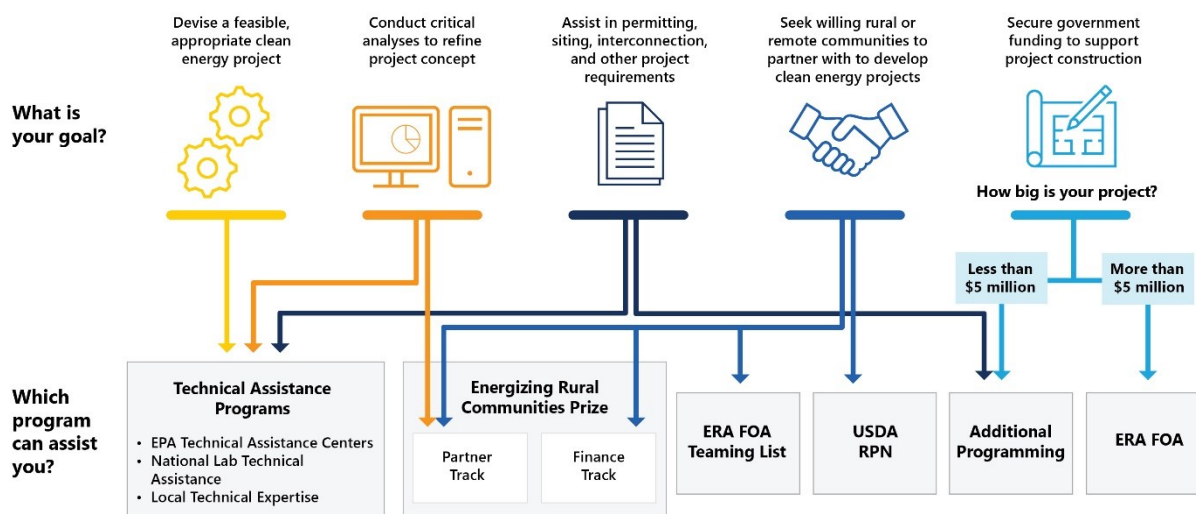 Devise a feasible,
appropriate clean
energy project
Conduct critical
analyses to refine
project concept
Assist in permitting,
siting, interconnection,
and other project
requirements
Seek willing rural or
remote communities to
partner with to develop
clean energy projects
Secure government
funding to support
project construction
What is
your goal?
How big is your project?
Less than
$5 million
More than
$5 million
Which
program
can assist
you?
Technical Assistance
Programs
• EPA Technical Assistance Centers
• National Lab Technical
Assistance
• Local Technical Expertise
Energizing Rural
Communities Prize
Partner
Track
Finance
Track
ERA FOA
Teaming List
USDA
RPN
Additional
Programming
ERA FOA